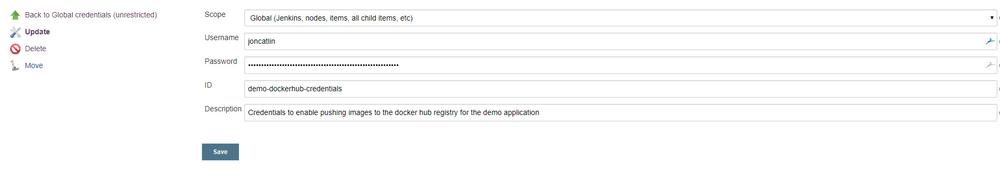 Back to Global credentials (unrestricted)
Update
Delete
Move
Scope
Global (Jenkins, nodes, items, all child items, etc)
Username
joncatlin
Password
ID
demo-dockerhub-credentials
Description
Credentials to enable pushing images to the docker hub registry for the demo application
Save